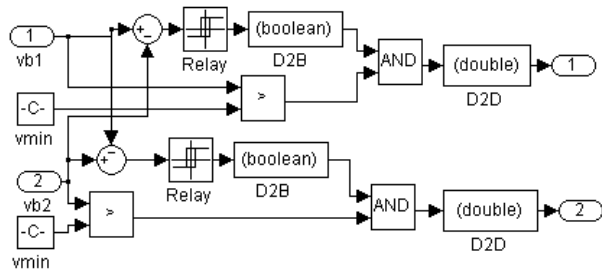 1
vb1
+
−
Relay
(boolean)
D2B
AND
(double)
D2D
1
-C-
vmin
>
+
−
Relay
(boolean)
D2B
2
vb2
>
AND
(double)
D2D
2
-C-
vmin